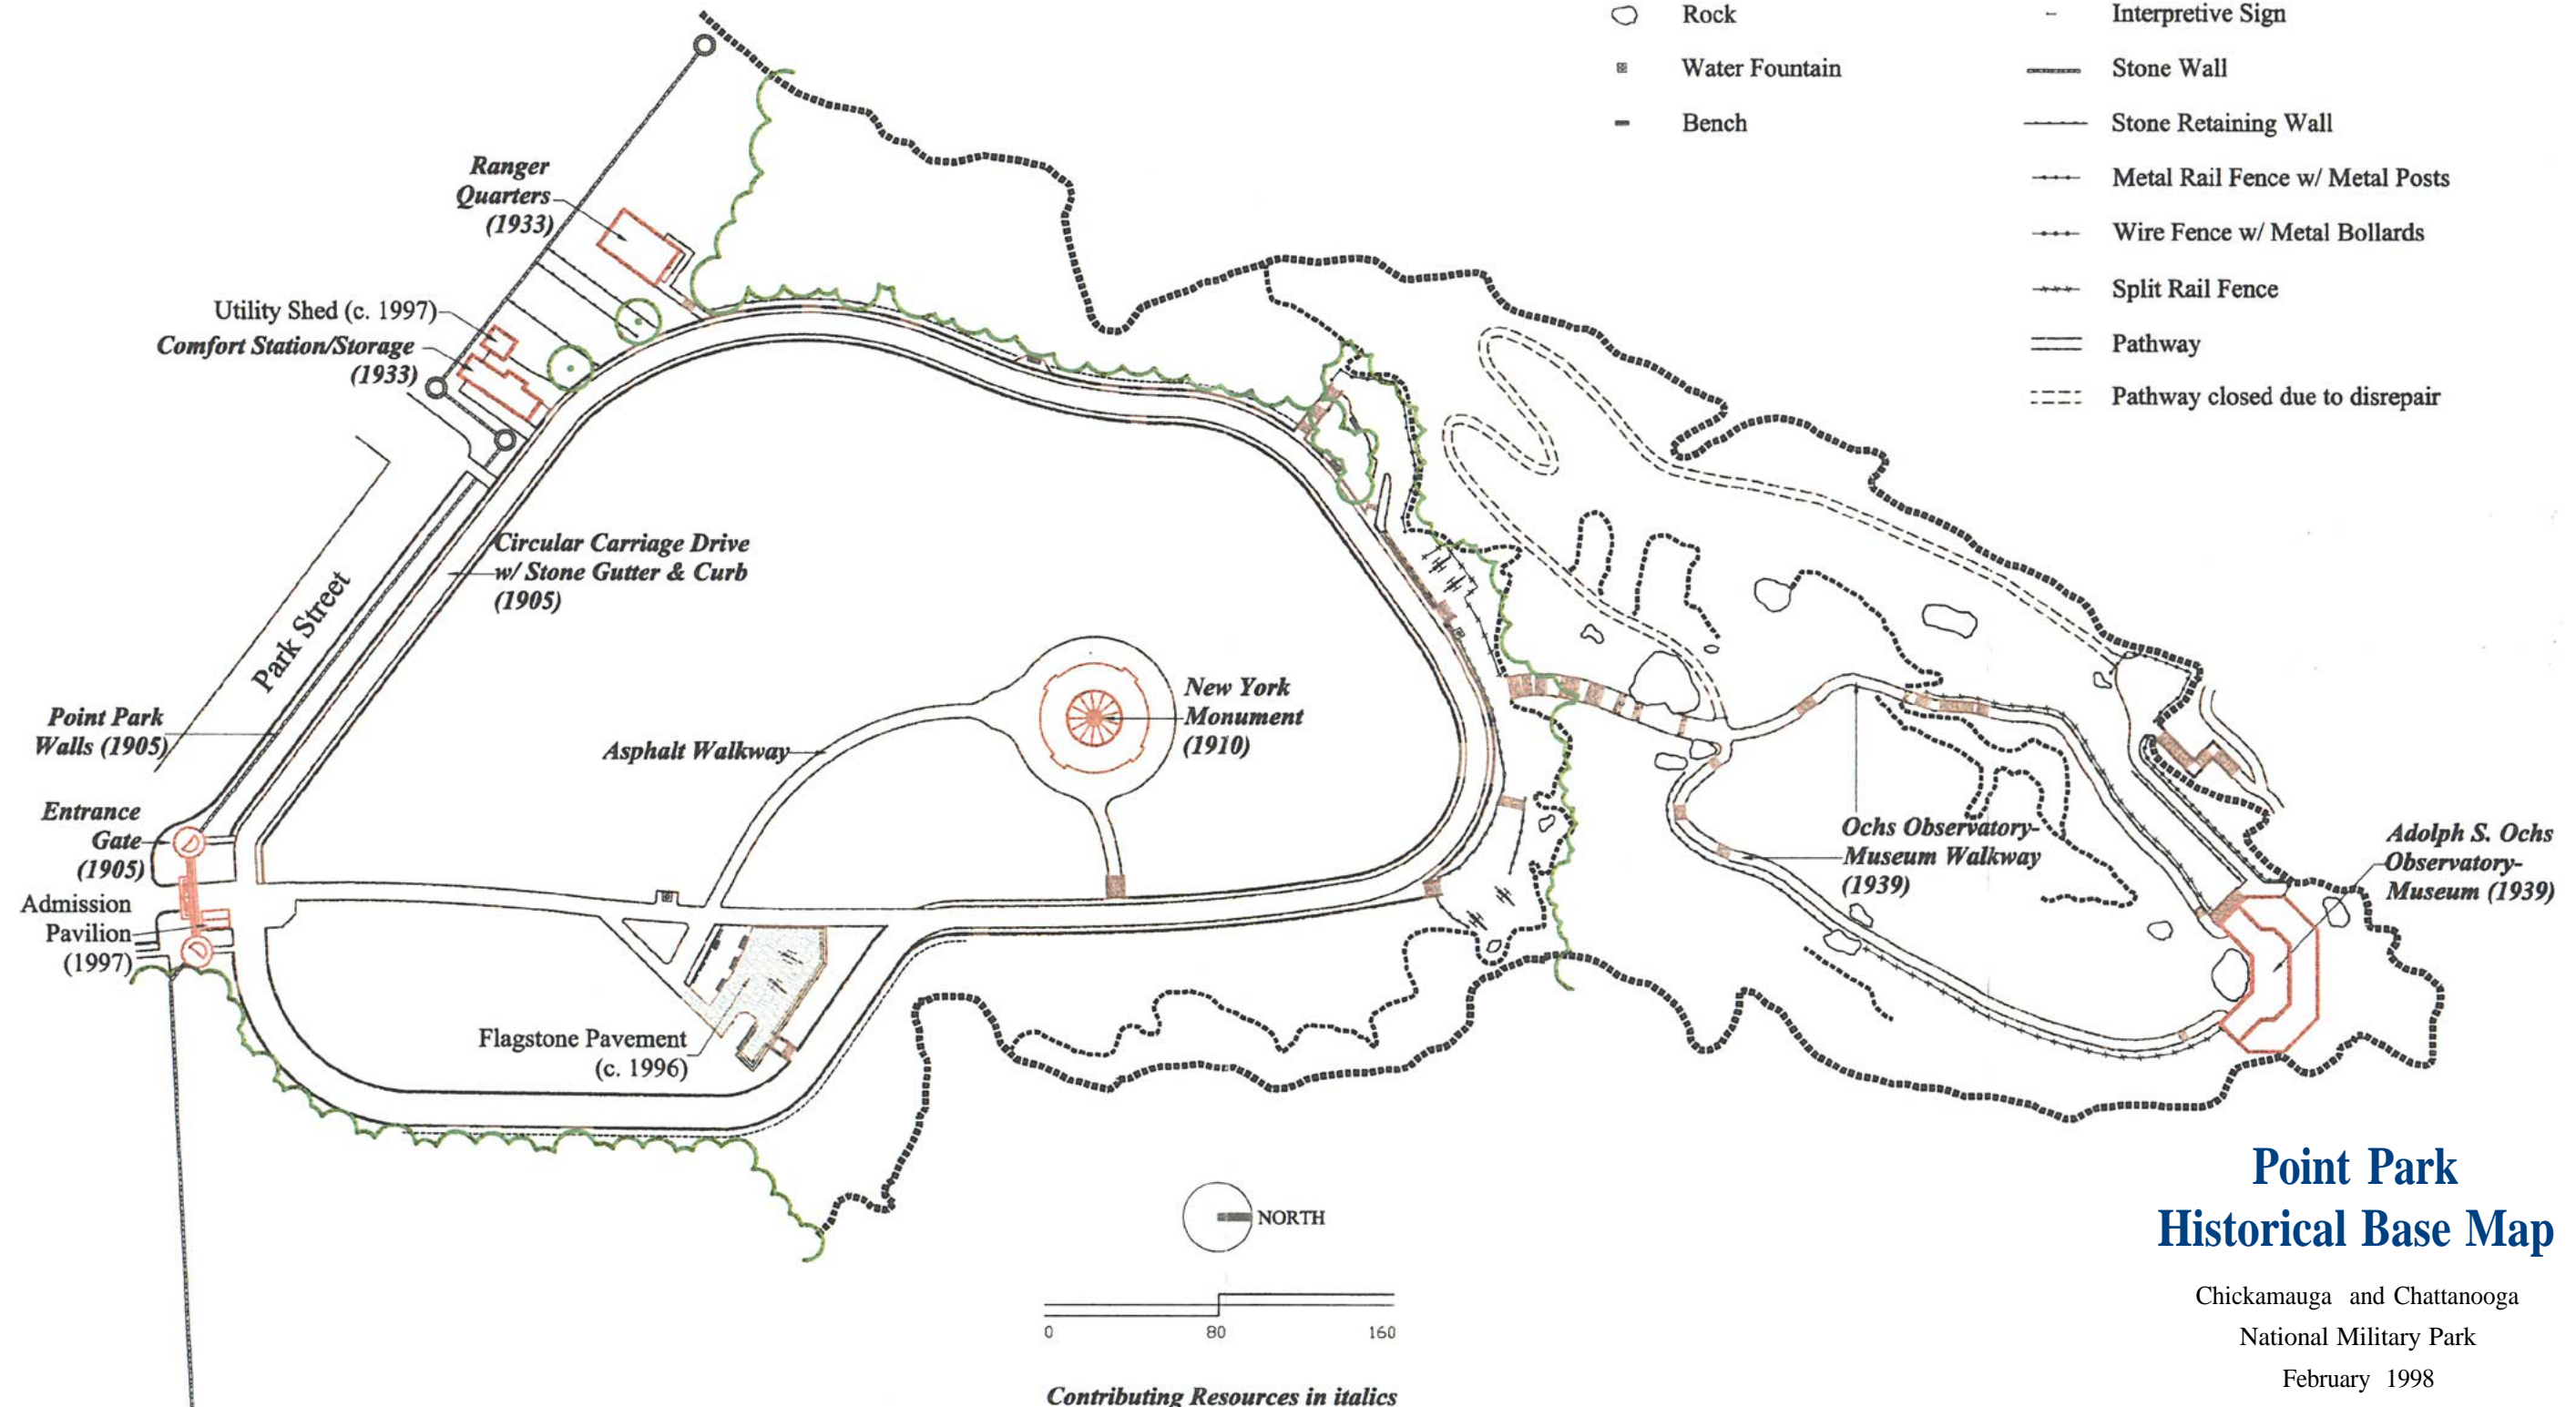 Rock
Water Fountain
Bench
Interpretive Sign
Stone Wall
Stone Retaining Wall
Metal Rail Fence w/ Metal Posts
Wire Fence w/ Metal Bollards
Split Rail Fence
Pathway
Pathway closed due to disrepair
Ranger
Quarters
(1933)
Utility Shed (c. 1997)
Comfort Station/Storage
(1933)
Circular Carriage Drive
w/ Stone Gutter & Curb
(1905)
Park Street
Point Park
Walls (1905)
Asphalt Walkway
New York
Monument
(1910)
Entrance
Gate
(1905)
Admission
Pavilion
(1997)
Flagstone Pavement
(c. 1996)
Ochs Observatory-
Museum Walkway
(1939)
Adolph S. Ochs
Observatory-
Museum (1939)
NORTH
0 80 160
Contributing Resources in italics
Point Park
Historical Base Map
Chickamauga and Chattanooga
National Military Park
February 1998